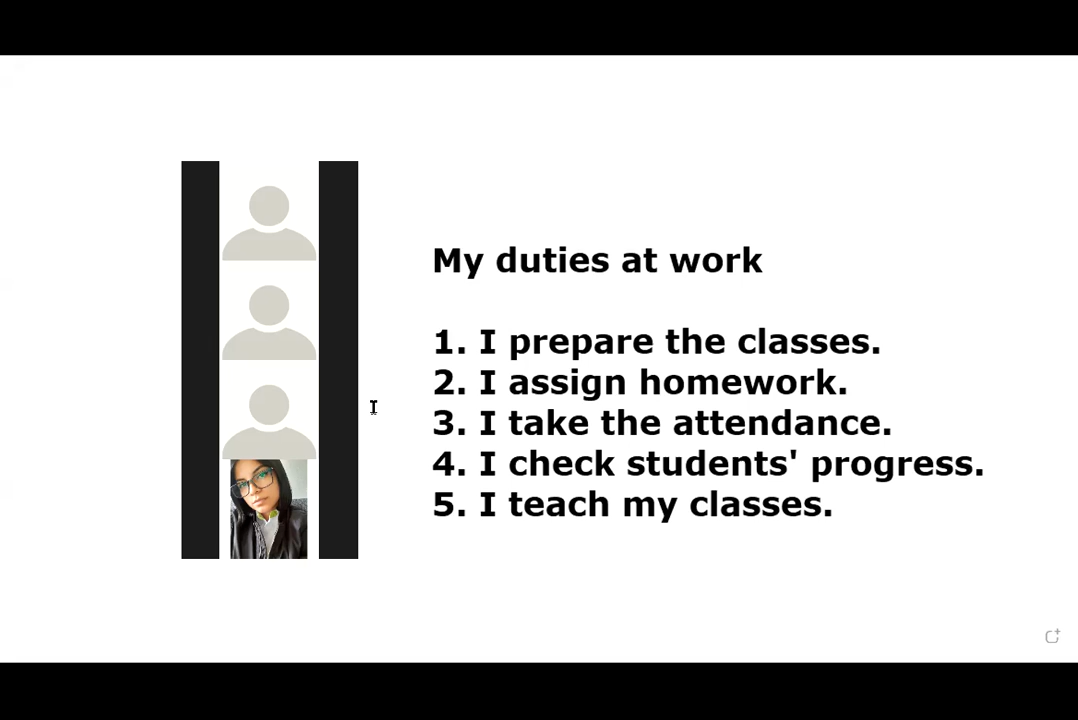 My duties at work
1. I prepare the classes.
2. I assign homework.
3. I take the attendance.
4. I check students' progress.
5. I teach my classes.